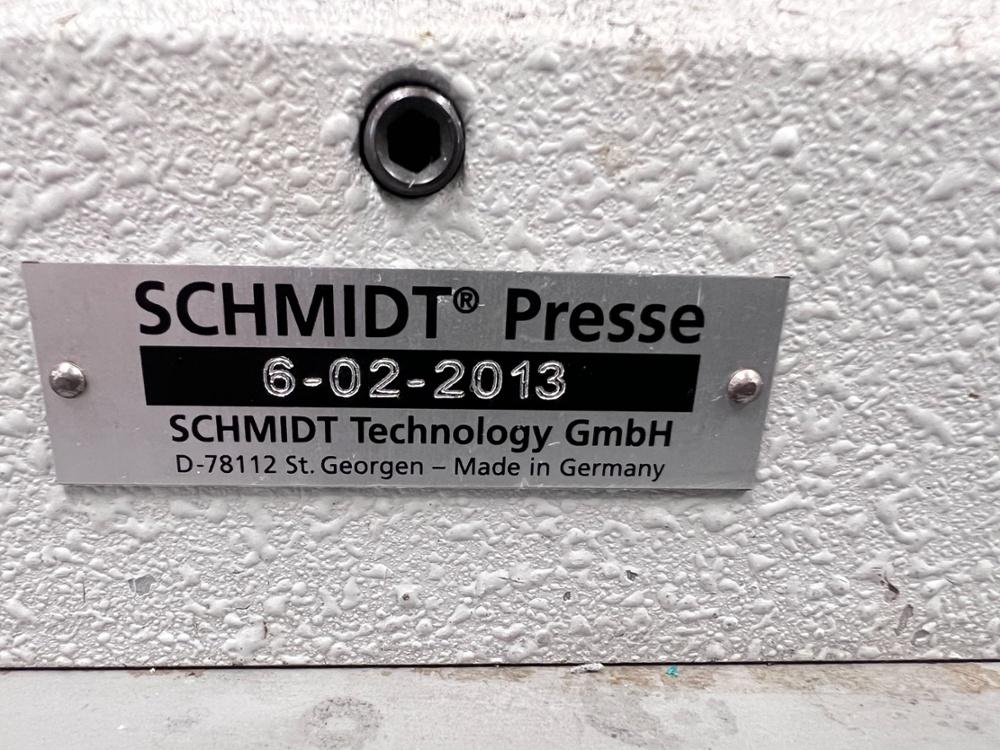 SCHMIDT® Presse
6-02-2013
SCHMIDT Technology GmbH
D-78112 St. Georgen – Made in Germany